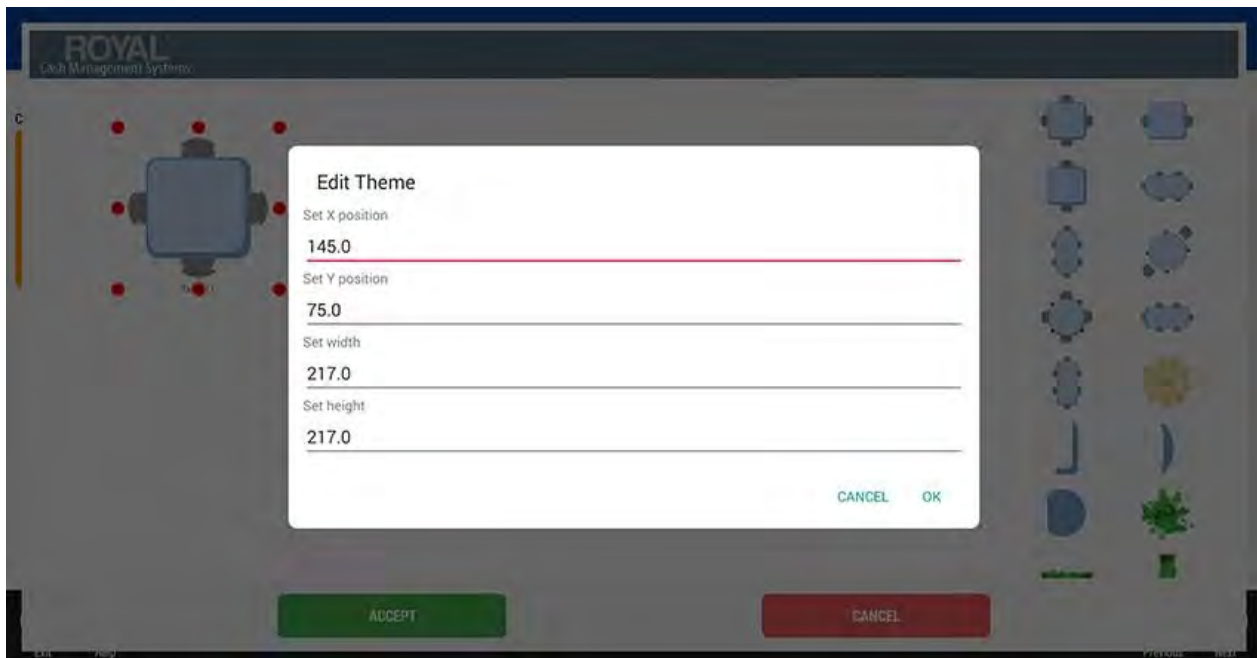 ROYAL
Cash Management Systems
Edit Theme
Set X position
145.0
Set Y position
75.0
Set width
217.0
Set height
217.0
CANCEL OK
ACCEPT CANCEL
Exit Help Previous Next